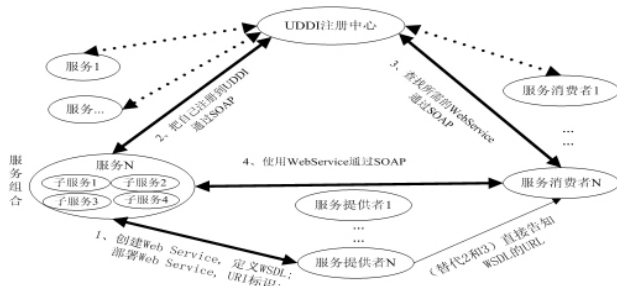 UDDI注册中心
服务1
服务...
2、把自己注册到UDDI
通过SOAP
3、查找所需的WebService
通过SOAP
服务消费者1
...
服务组合
服务N
子服务1
子服务2
子服务3
子服务4
4、使用WebService通过SOAP
服务消费者N
服务提供者1
...
服务提供者N
1、创建Web Service, 定义WSDL;
部署Web Service, URI标识;
（替代2和3）直接告知
WSDL的URL